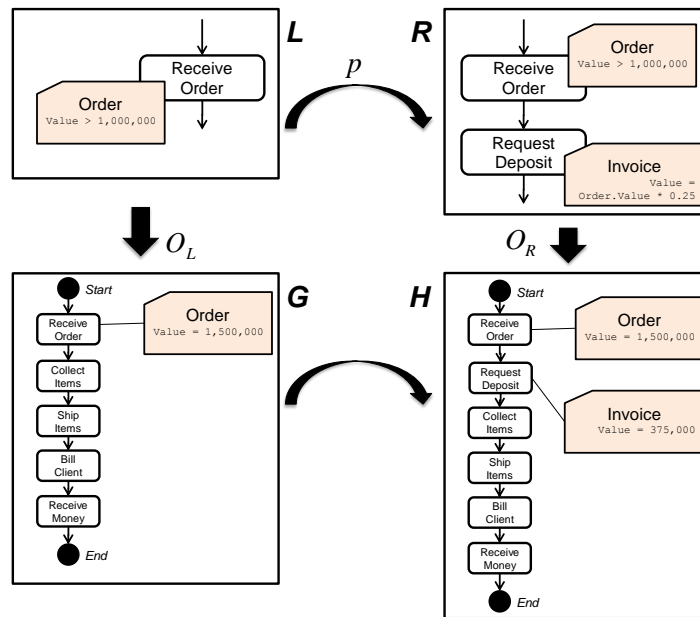 L
Receive
Order
Order
Value > 1,000,000
p
R
Receive
Order
Order
Value > 1,000,000
Request
Deposit
Invoice
Value =
Order.Value * 0.25
O_L
O_R
G
Start
Receive
Order
Order
Value = 1,500,000
Collect
Items
Ship
Items
Bill
Client
Receive
Money
End
H
Start
Receive
Order
Order
Value = 1,500,000
Request
Deposit
Invoice
Value = 375,000
Collect
Items
Ship
Items
Bill
Client
Receive
Money
End